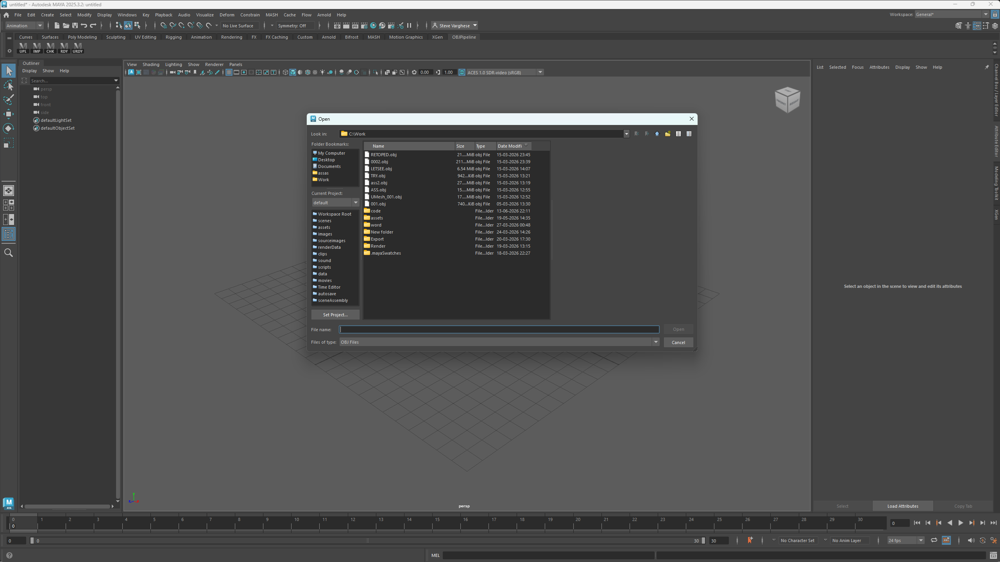 untitled* - Autodesk MAYA 2025.3.2: untitled
File Edit Create Select Modify Display Windows Key Playback Audio Visualize Deform Constrain MASH Cache Flow Arnold Help
Workspace: General*
Animation No Live Surface Symmetry: Off Steve Varghese
Curves Surfaces Poly Modeling Sculpting UV Editing Rigging Animation Rendering FX FX Caching Custom Arnold Bifrost MASH Motion Graphics XGen OBJPipeline
UPL IMP CHK RDY URDY
Outliner
Display Show Help
Search...
persp
top
front
side
defaultLightSet
defaultObjectSet
View Shading Lighting Show Renderer Panels
0.00 1.00 ACES 1.0 SDR-video (sRGB)
FRONT RIGHT
Open
Look in: C:\Work
Folder Bookmarks:
My Computer
Desktop
Documents
assas
Work
Current Project:
default
Workspace Root
scenes
assets
images
sourceimages
renderData
clips
sound
scripts
data
movies
Time Editor
autosave
sceneAssembly
Set Project...
Name Size Type Date Modifi
RETOPED.obj 21....MiB obj File 15-03-2026 23:45
0002.obj 211...MiB obj File 15-03-2026 23:39
LETSEE.obj 6.54 MiB obj File 15-03-2026 14:07
TRY.obj 942...KiB obj File 15-03-2026 13:21
ass2.obj 27....MiB obj File 15-03-2026 13:19
ASS.obj 15....MiB obj File 15-03-2026 12:55
UMesh_001.obj 17....MiB obj File 15-03-2026 12:52
001.obj 740...KiB obj File 05-03-2026 13:30
code File...lder 13-06-2026 22:11
assets File...lder 19-05-2026 14:35
word File...lder 27-03-2026 00:48
New folder File...lder 24-03-2026 14:26
Export File...lder 20-03-2026 17:30
Render File...lder 19-03-2026 13:15
.mayaSwatches File...lder 18-03-2026 22:27
File name: Open
Files of type: OBJ Files Cancel
persp
y
z x
List Selected Focus Attributes Display Show Help
Select an object in the scene to view and edit its attributes
Select Load Attributes Copy Tab
Channel Box / Layer Editor
Attribute Editor
Modeling Toolkit
XGen
M
AYA
0 1 2 3 4 5 6 7 8 9 10 11 12 13 14 15 16 17 18 19 20 21 22 23 24 25 26 27 28 29 30 0
0
0 0 30 30 No Character Set No Anim Layer 24 fps
MEL